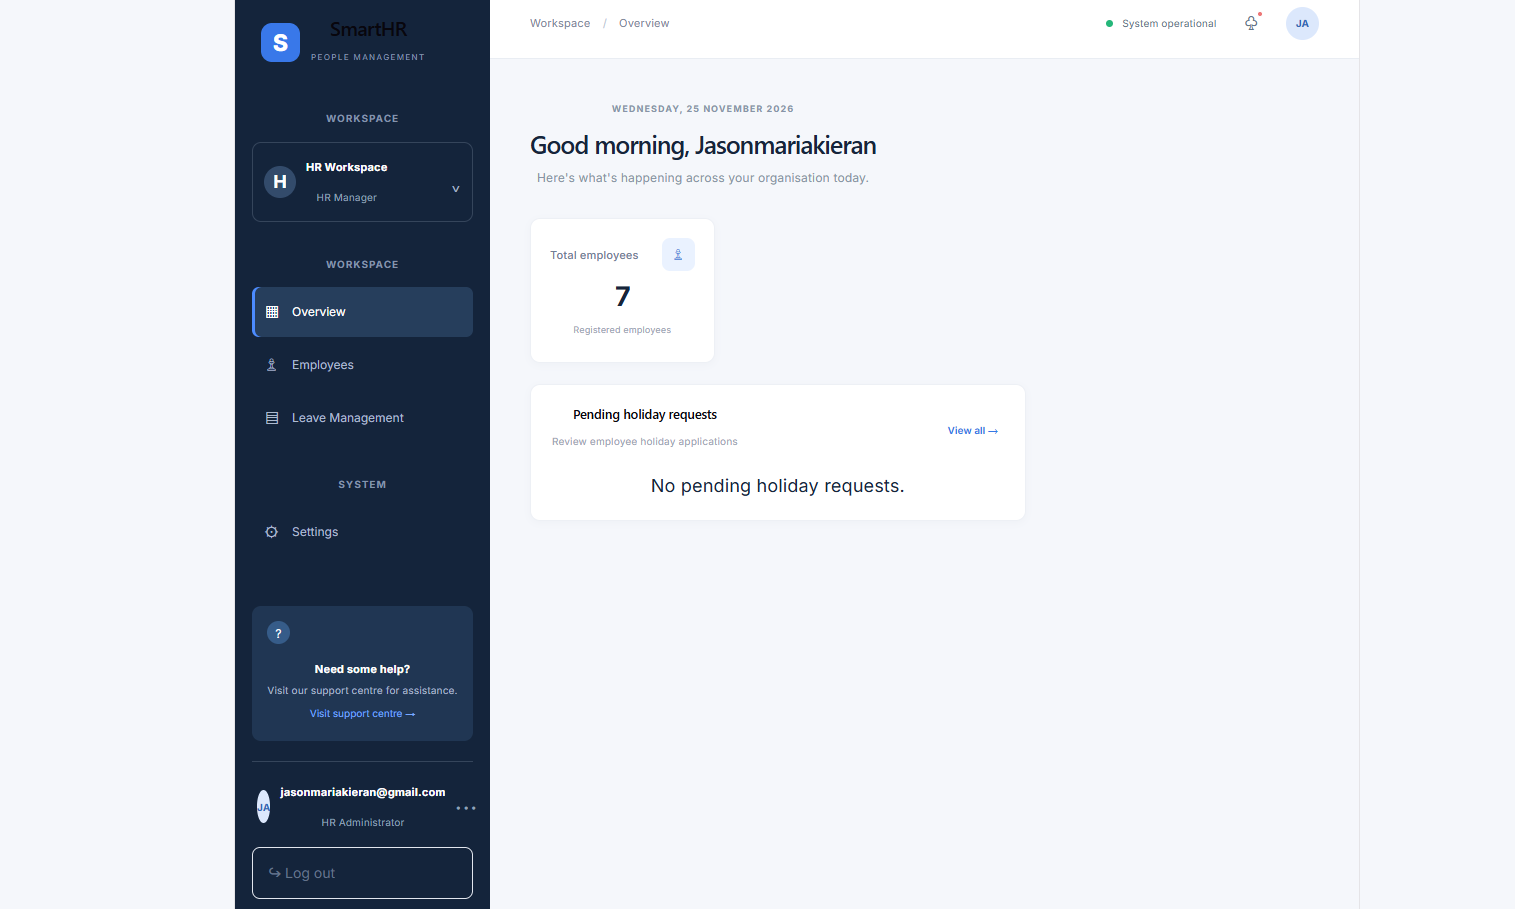 S
SmartHR
PEOPLE MANAGEMENT
WORKSPACE
H
HR Workspace
HR Manager
v
WORKSPACE
Overview
Employees
Leave Management
SYSTEM
Settings
?
Need some help?
Visit our support centre for assistance.
Visit support centre →
JA
jasonmariakieran@gmail.com
HR Administrator
•••
↪ Log out
Workspace / Overview
System operational
JA
WEDNESDAY, 25 NOVEMBER 2026
Good morning, Jasonmariakieran
Here's what's happening across your organisation today.
Total employees
7
Registered employees
Pending holiday requests
Review employee holiday applications
View all →
No pending holiday requests.